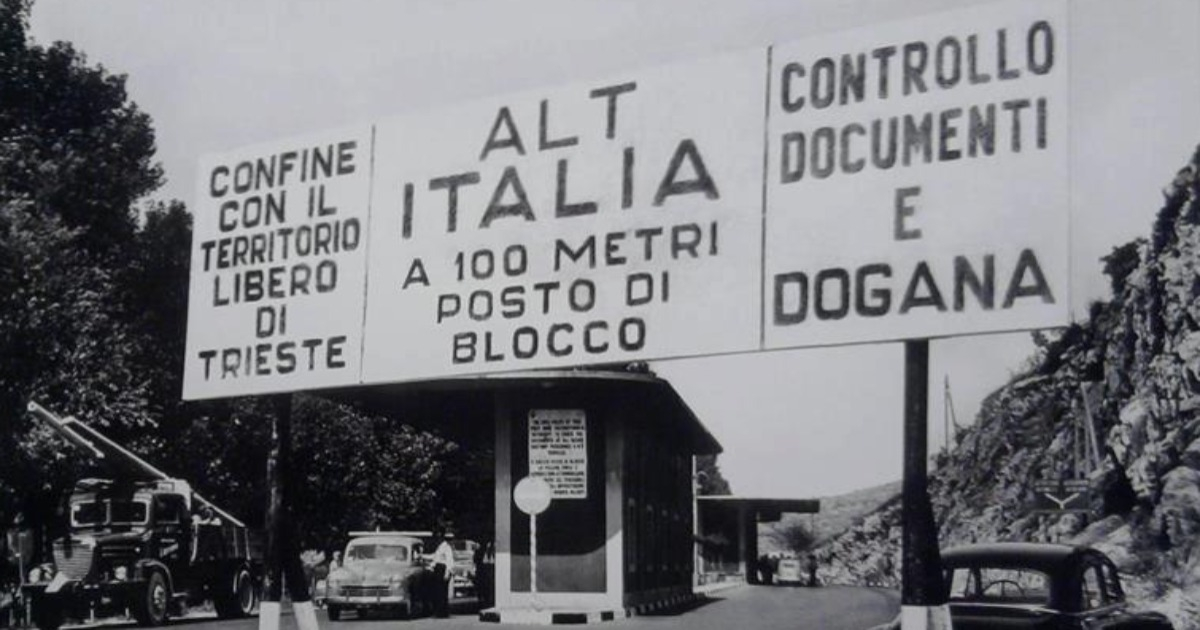 CONFINE
CON IL
TERRITORIO
LIBERO
DI
TRIESTE
ALT
ITALIA
A 100 METRI
POSTO DI
BLOCCO
CONTROLLO
DOCUMENTI
E
DOGANA